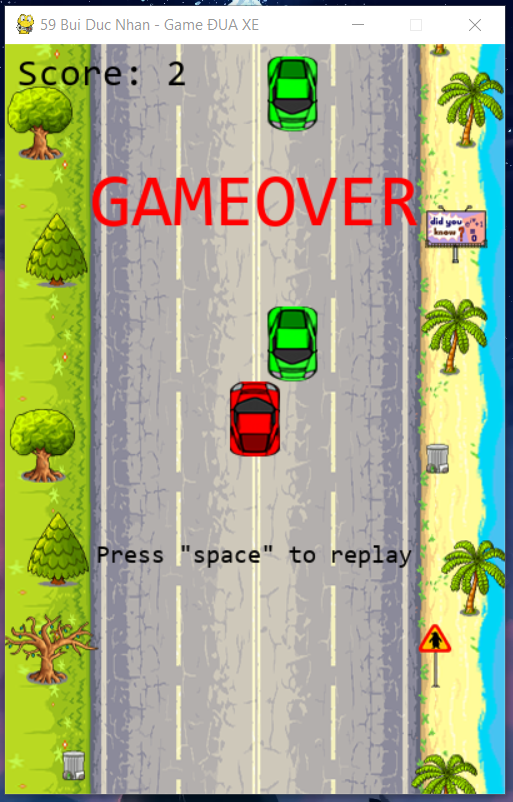 59 Bui Duc Nhan - Game ĐUA XE
Score: 2
GAMEOVER
did you
know ?
Press "space" to replay